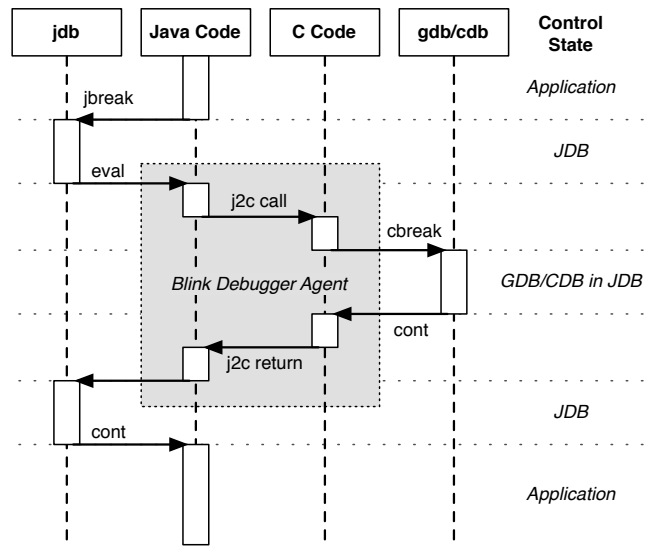 jdb
Java Code
C Code
gdb/cdb
Control
State
Application
jbreak
JDB
eval
j2c call
cbreak
Blink Debugger Agent
GDB/CDB in JDB
cont
j2c return
JDB
cont
Application